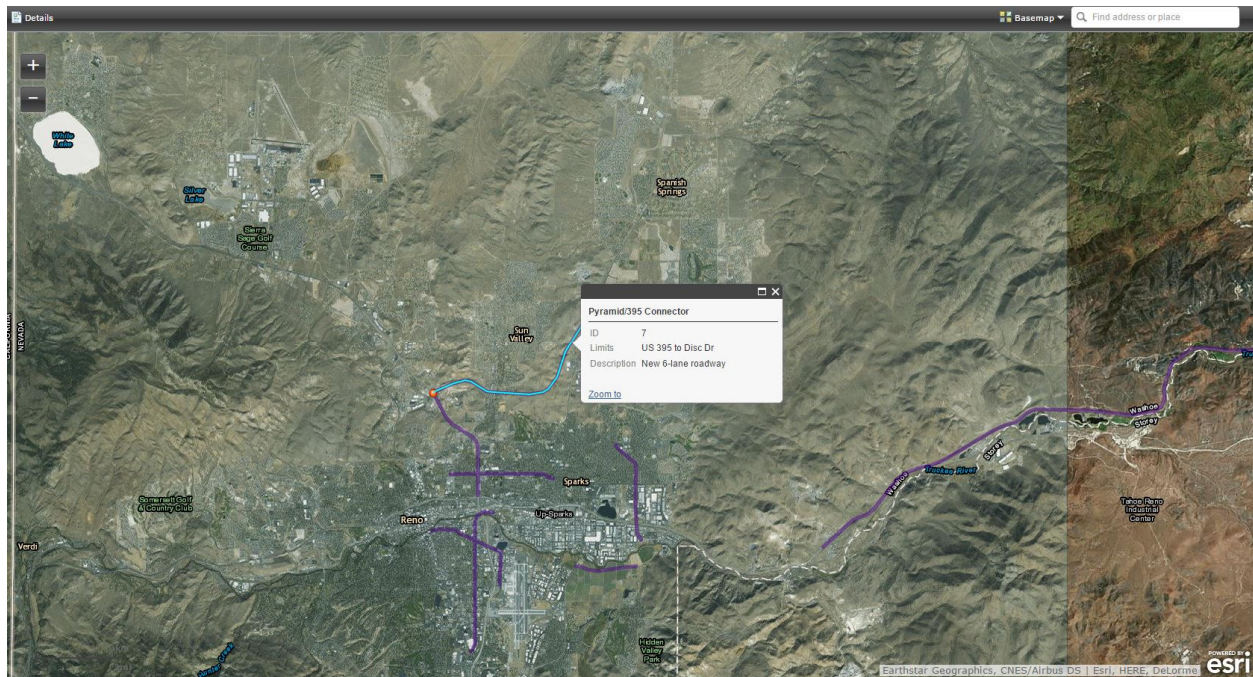 Details
Basemap
Find address or place
+
−
White
Lake
Silver
Lake
Sierra
Sage Golf
Course
Spanish
Springs
CALIFORNIA
NEVADA
Sun
Valley
Pyramid/395 Connector
ID 7
Limits US 395 to Disc Dr
Description New 6-lane roadway
Zoom to
Washoe
Storey
Storey
Truckee River
Washoe
Sparks
Somersett Golf
& Country Club
Up-Sparks
Reno
Tahoe Reno
Industrial
Center
Verdi
Hidden
Valley
Park
Creek
Earthstar Geographics, CNES/Airbus DS | Esri, HERE, DeLorme
POWERED BY
esri